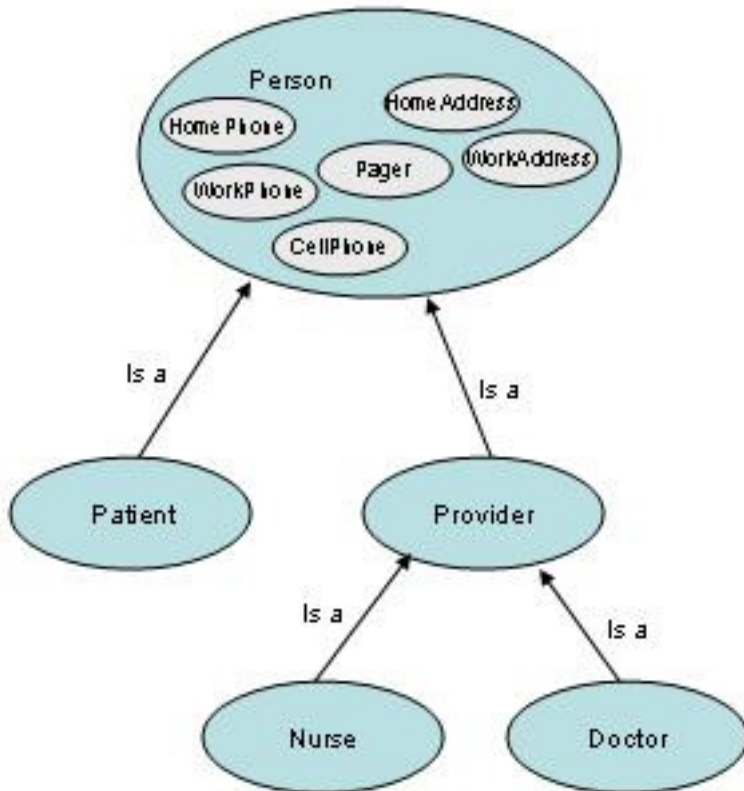 Person
Home Address
Home Phone
WorkAddress
Pager
WorkPhone
CellPhone
Is a
Is a
Patient
Provider
Is a
Is a
Nurse
Doctor